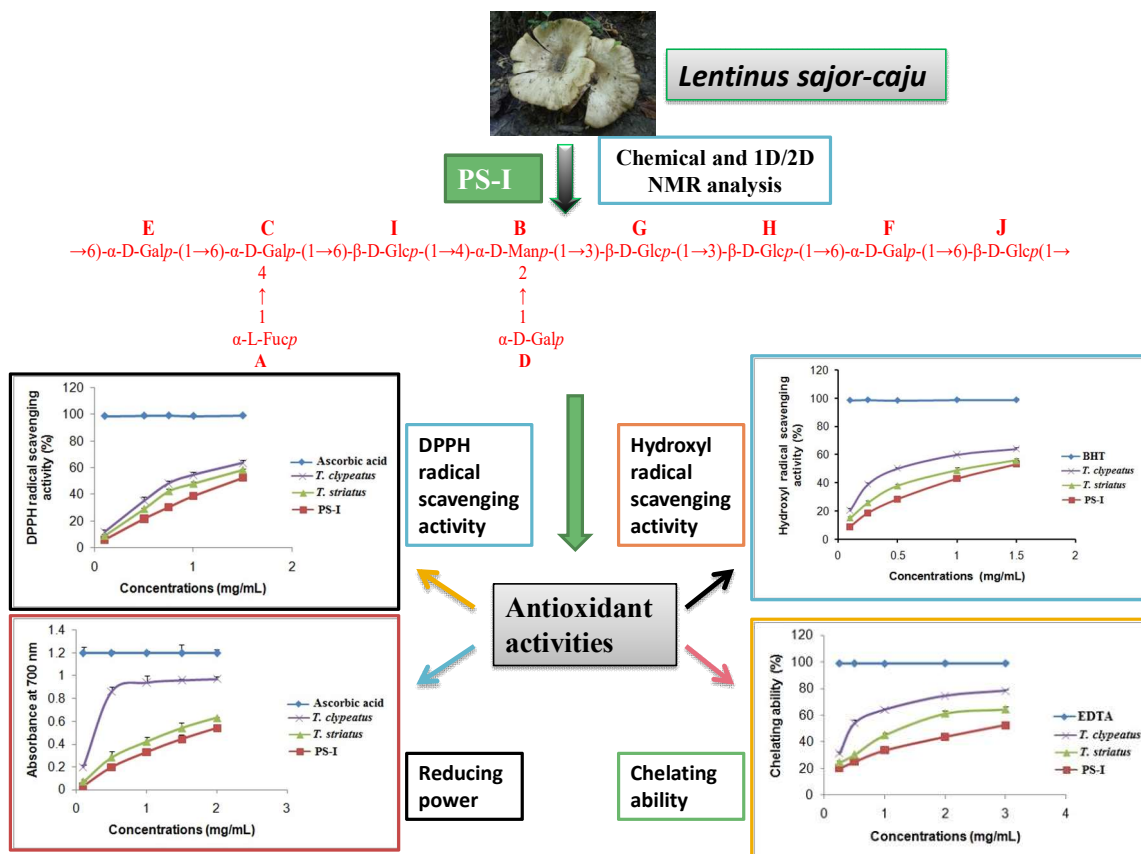 Lentinus sajor-caju
PS-I
Chemical and 1D/2D
NMR analysis
E C I B G H F J
→6)-α-D-Galp-(1→6)-α-D-Galp-(1→6)-β-D-Glcp-(1→4)-α-D-Manp-(1→3)-β-D-Glcp-(1→3)-β-D-Glcp-(1→6)-α-D-Galp-(1→6)-β-D-Glcp(1→
4 2
↑ ↑
1 1
α-L-Fucp α-D-Galp
A D
DPPH radical scavenging
activity (%)
120
100
80
60
40
20
0
0 1 2
Concentrations (mg/mL)
Ascorbic acid
T. clypeatus
T. striatus
PS-I
DPPH
radical
scavenging
activity
Hydroxyl
radical
scavenging
activity
Hydroxyl radical scavenging
activity (%)
120
100
80
60
40
20
0
0 0.5 1 1.5 2
Concentrations (mg/mL)
BHT
T. clypeatus
T. striatus
PS-I
Antioxidant
activities
Absorbance at 700 nm
1.4
1.2
1
0.8
0.6
0.4
0.2
0
0 1 2 3
Concentrations (mg/mL)
Ascorbic acid
T. clypeatus
T. striatus
PS-I
Reducing
power
Chelating
ability
Chelating ability (%)
120
100
80
60
40
20
0
0 1 2 3 4
Concentrations (mg/mL)
EDTA
T. clypeatus
T. striatus
PS-I